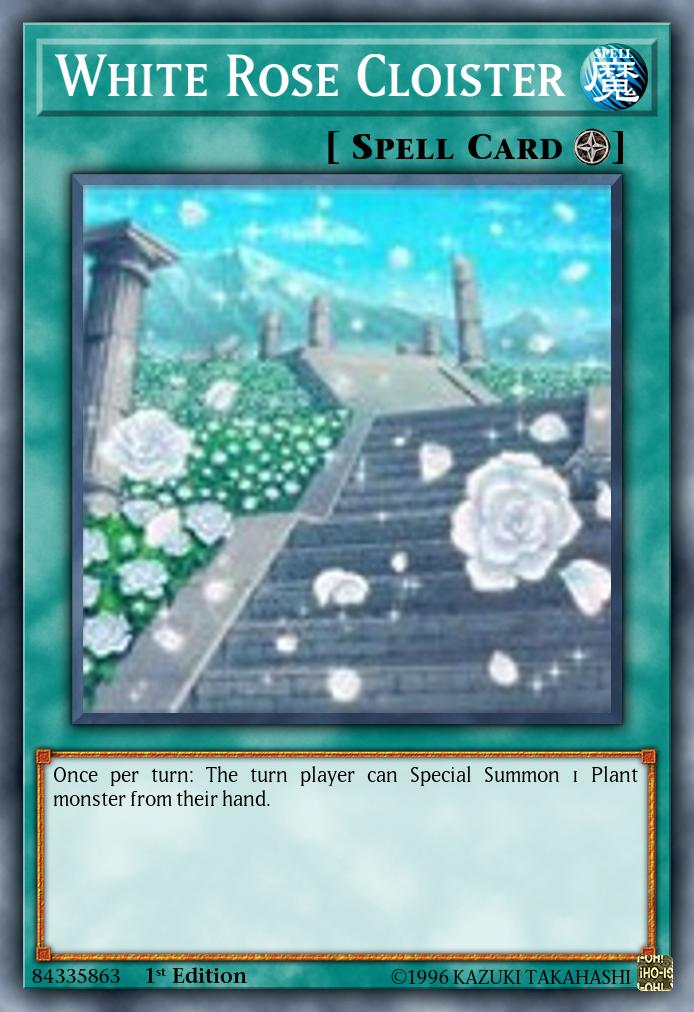 White Rose Cloister
SPELL
魔
[ Spell Card ]
Once per turn: The turn player can Special Summon 1 Plant
monster from their hand.
84335863 1st Edition ©1996 KAZUKI TAKAHASHI